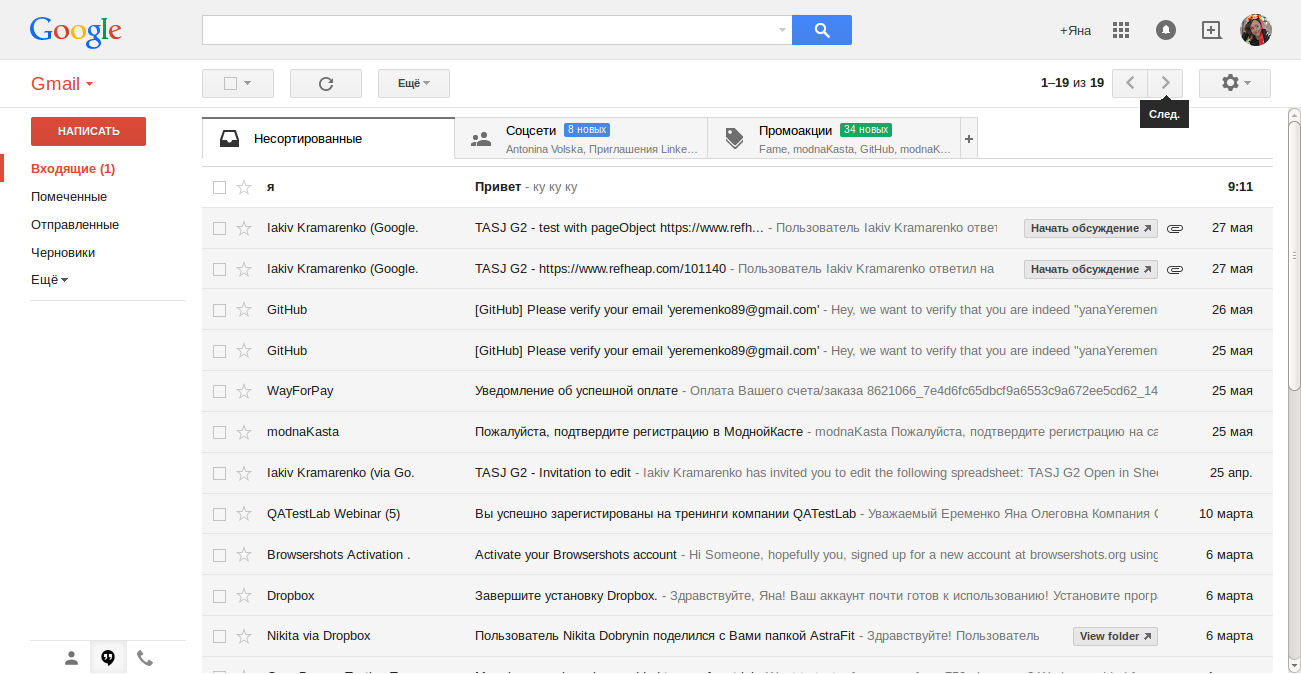 Google
+Яна
Gmail
Ещё
1–19 из 19
След.
НАПИСАТЬ
Входящие (1)
Помеченные
Отправленные
Черновики
Ещё
Несортированные
Соцсети 8 новых
Antonina Volska, Приглашения Linke...
Промоакции 34 новых
Fame, modnaKasta, GitHub, modnaK...
+
я Привет - ку ку ку 9:11
Iakiv Kramarenko (Google. TASJ G2 - test with pageObject https://www.refh... - Пользователь Iakiv Kramarenko ответ Начать обсуждение 27 мая
Iakiv Kramarenko (Google. TASJ G2 - https://www.refheap.com/101140 - Пользователь Iakiv Kramarenko ответил на Начать обсуждение 27 мая
GitHub [GitHub] Please verify your email 'yeremenko89@gmail.com' - Hey, we want to verify that you are indeed "yanaYeremenl 26 мая
GitHub [GitHub] Please verify your email 'yeremenko89@gmail.com' - Hey, we want to verify that you are indeed "yanaYeremenl 25 мая
WayForPay Уведомление об успешной оплате - Оплата Вашего счета/заказа 8621066_7e4d6fc65dbcf9a6553c9a672ee5cd62_14 25 мая
modnaKasta Пожалуйста, подтвердите регистрацию в МоднойКасте - modnaKasta Пожалуйста, подтвердите регистрацию на са 25 мая
Iakiv Kramarenko (via Go. TASJ G2 - Invitation to edit - Iakiv Kramarenko has invited you to edit the following spreadsheet: TASJ G2 Open in Shee 25 апр.
QATestLab Webinar (5) Вы успешно зарегистированы на тренинги компании QATestLab - Уважаемый Еременко Яна Олеговна Компания 10 марта
Browsershots Activation . Activate your Browsershots account - Hi Someone, hopefully you, signed up for a new account at browsershots.org using 6 марта
Dropbox Завершите установку Dropbox. - Здравствуйте, Яна! Ваш аккаунт почти готов к использованию! Установите прогр 6 марта
Nikita via Dropbox Пользователь Nikita Dobrynin поделился с Вами папкой AstraFit - Здравствуйте! Пользователь View folder 6 марта